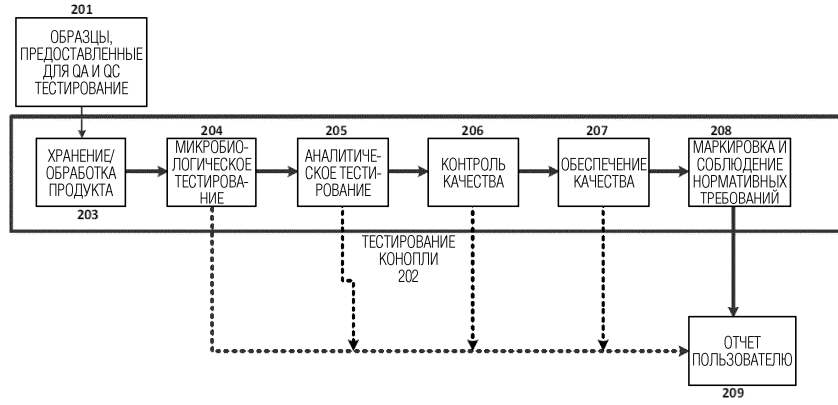 201
ОБРАЗЦЫ,
ПРЕДОСТАВЛЕННЫЕ
ДЛЯ QA И QC
ТЕСТИРОВАНИЕ
203
ХРАНЕНИЕ/
ОБРАБОТКА
ПРОДУКТА
204
МИКРОБИО-
ЛОГИЧЕСКОЕ
ТЕСТИРОВА-
НИЕ
205
АНАЛИТИЧЕ-
СКОЕ ТЕСТИ-
РОВАНИЕ
206
КОНТРОЛЬ
КАЧЕСТВА
207
ОБЕСПЕЧЕНИЕ
КАЧЕСТВА
208
МАРКИРОВКА И
СОБЛЮДЕНИЕ
НОРМАТИВНЫХ
ТРЕБОВАНИЙ
ТЕСТИРОВАНИЕ
КОНОПЛИ
202
ОТЧЕТ
ПОЛЬЗОВАТЕЛЮ
209